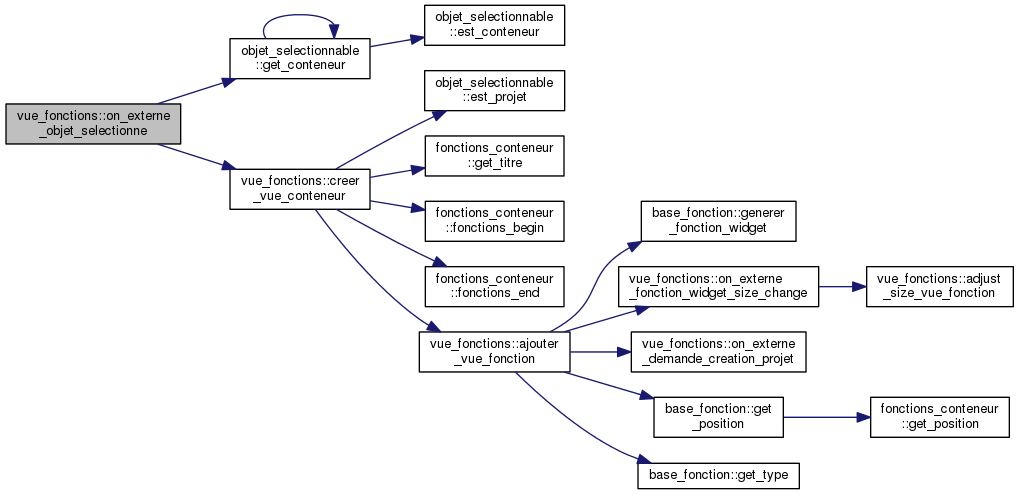 objet_selectionnable
::est_conteneur
objet_selectionnable
::get_conteneur
objet_selectionnable
::est_projet
vue_fonctions::on_externe
_objet_selectionne
fonctions_conteneur
::get_titre
vue_fonctions::creer
_vue_conteneur
fonctions_conteneur
::fonctions_begin
base_fonction::generer
_fonction_widget
fonctions_conteneur
::fonctions_end
vue_fonctions::on_externe
_fonction_widget_size_change
vue_fonctions::adjust
_size_vue_fonction
vue_fonctions::ajouter
_vue_fonction
vue_fonctions::on_externe
_demande_creation_projet
base_fonction::get
_position
fonctions_conteneur
::get_position
base_fonction::get_type